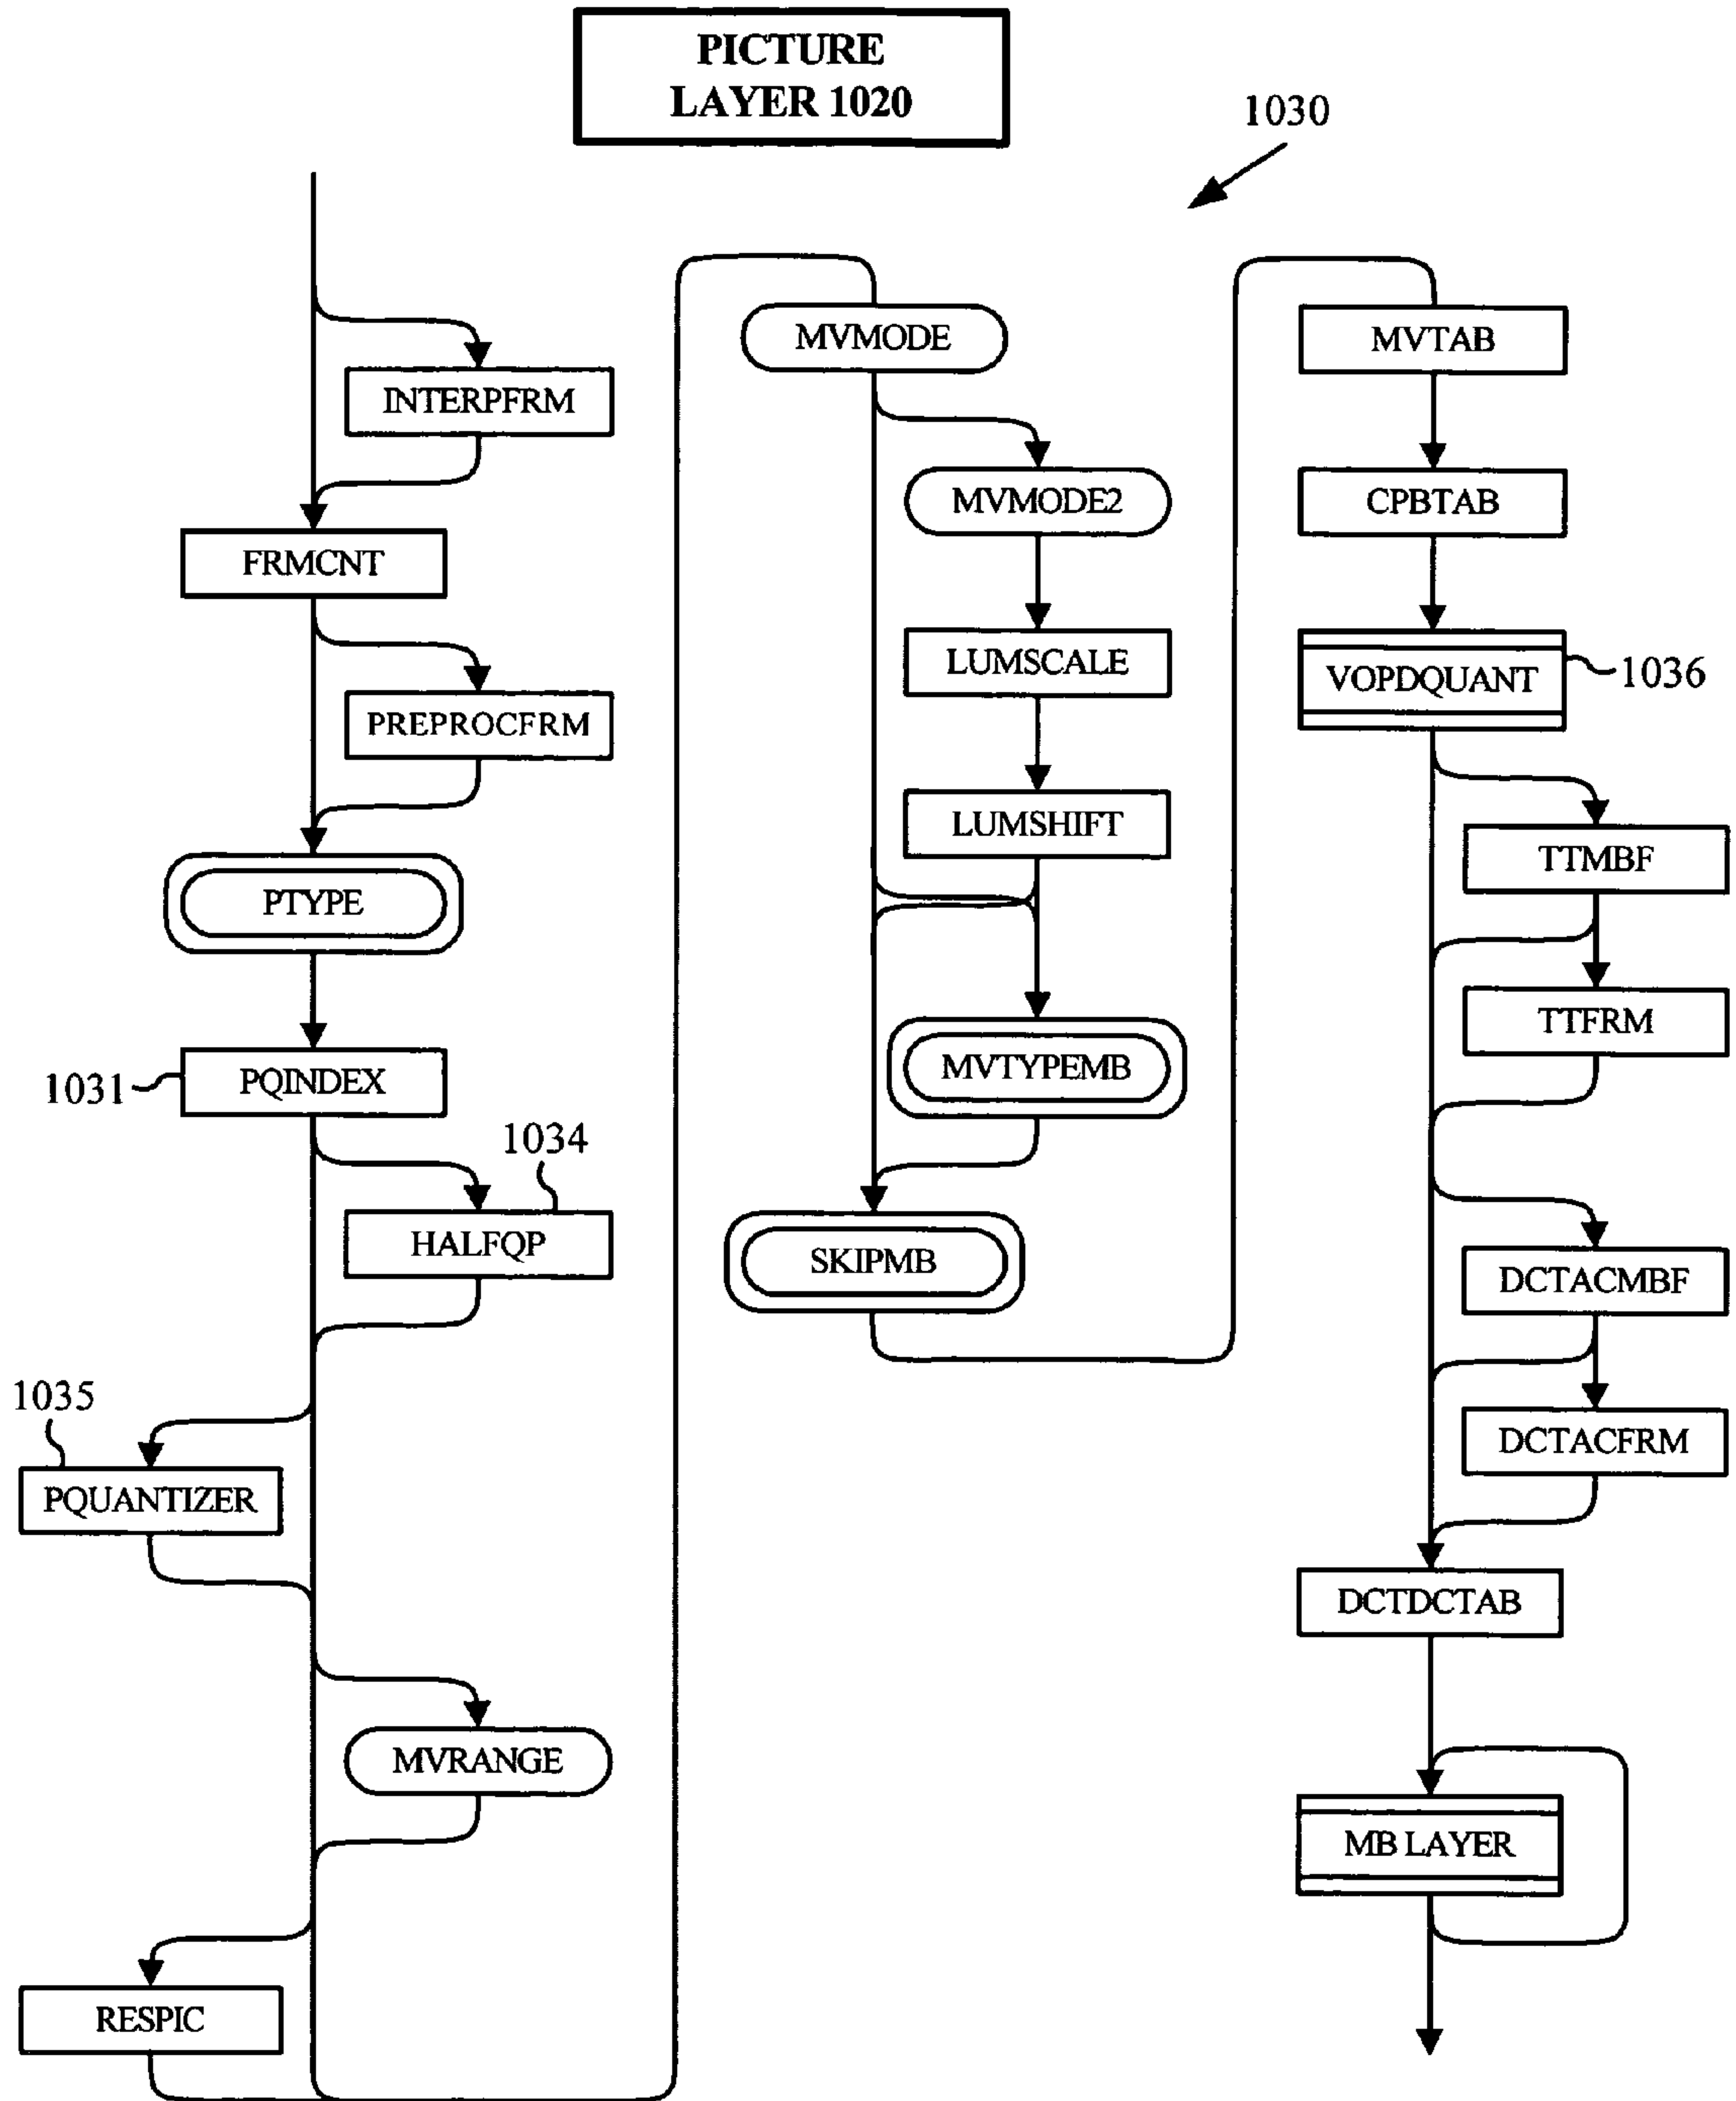 PICTURE
LAYER 1020
1030
INTERPFRM
FRMCNT
PREPROCFRM
PTYPE
1031
PQINDEX
1034
HALFQP
1035
PQUANTIZER
MVRANGE
RESPIC
MVMODE
MVMODE2
LUMSCALE
LUMSHIFT
MVTYPEMB
SKIPMB
MVTAB
CPBTAB
VOPDQUANT
1036
TTMBF
TTFRM
DCTACMBF
DCTACFRM
DCTDCTAB
MB LAYER